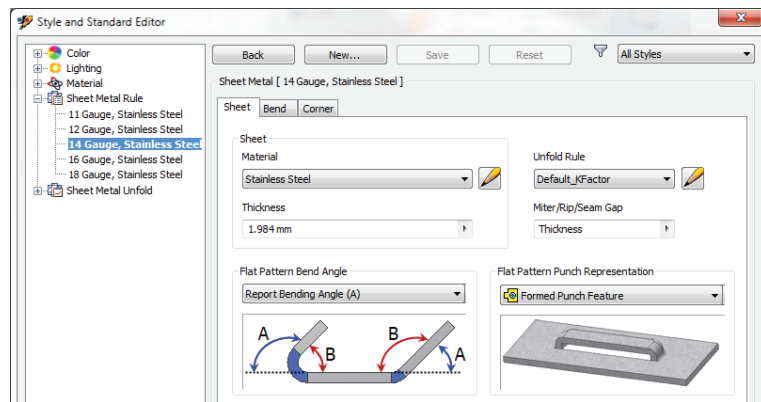 Style and Standard Editor
Color
Lighting
Material
Sheet Metal Rule
11 Gauge, Stainless Steel
12 Gauge, Stainless Steel
14 Gauge, Stainless Steel
16 Gauge, Stainless Steel
18 Gauge, Stainless Steel
Sheet Metal Unfold
Back New... Save Reset All Styles
Sheet Metal [ 14 Gauge, Stainless Steel ]
Sheet Bend Corner
Sheet
Material Unfold Rule
Stainless Steel Default_KFactor
Thickness Miter/Rip/Seam Gap
1.984 mm Thickness
Flat Pattern Bend Angle Flat Pattern Punch Representation
Report Bending Angle (A) Formed Punch Feature
A B B A